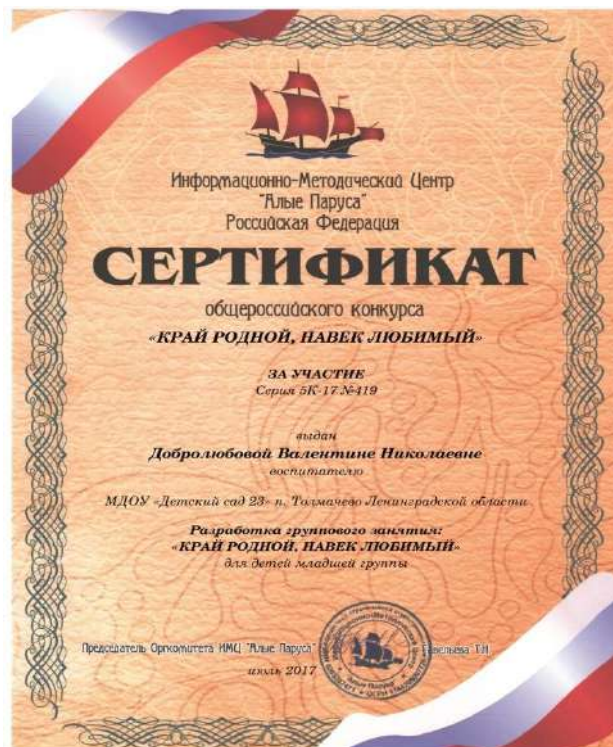 Информационно-Методический Центр
"Алые Паруса"
Российская Федерация
СЕРТИФИКАТ
общероссийского конкурса
«КРАЙ РОДНОЙ, НАВЕК ЛЮБИМЫЙ»
ЗА УЧАСТИЕ
Серия 5К-17 №419
выдан
Добролюбовой Валентине Николаевне
воспитателю
МДОУ «Детский сад 23» п. Толмачево Ленинградской области
Разработка группового занятия:
«КРАЙ РОДНОЙ, НАВЕК ЛЮБИМЫЙ»
для детей младшей группы
Председатель Оргкомитета ИМЦ "Алые Паруса"
июль 2017